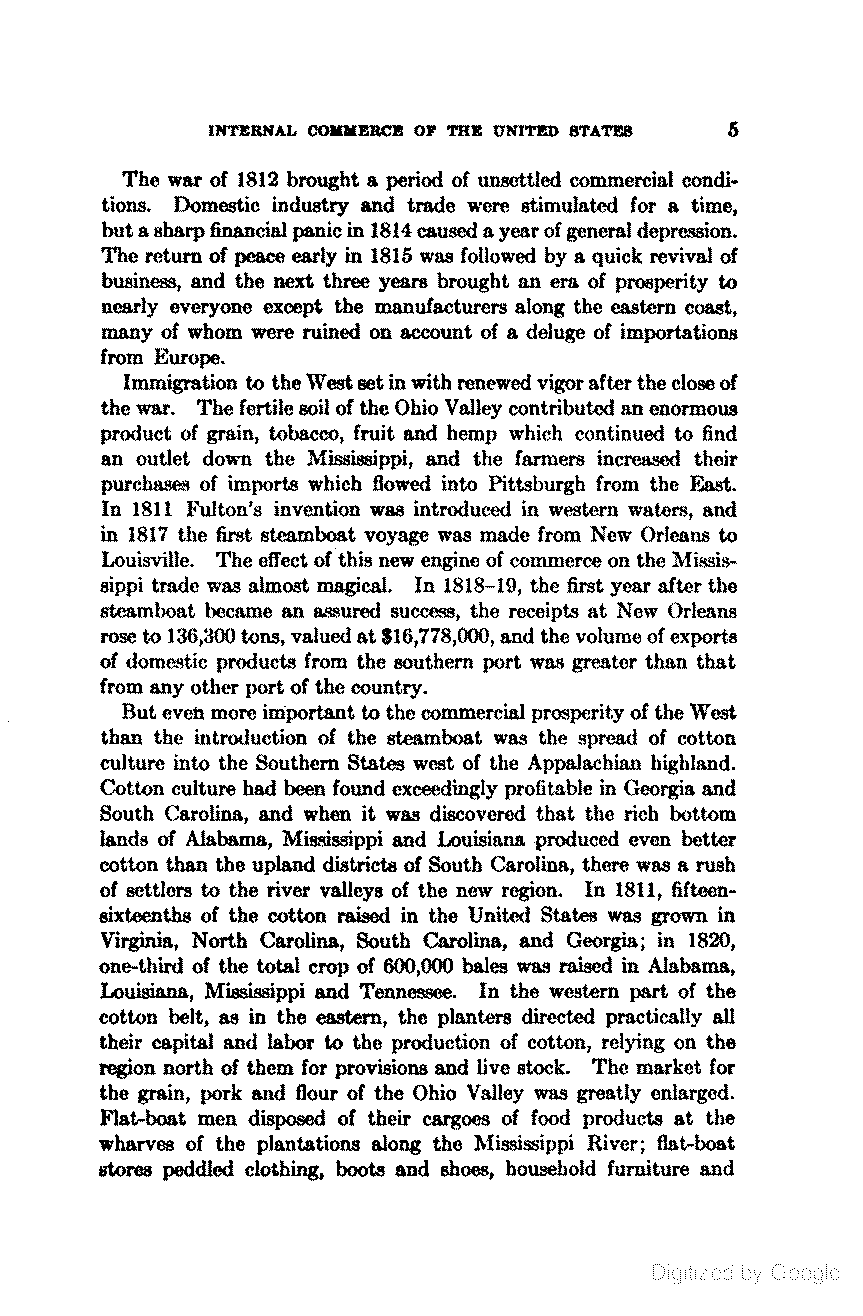 INTERNAL COMMERCE OF THE UNITED STATES 5
The war of 1812 brought a period of unsettled commercial condi-
tions. Domestic industry and trade were stimulated for a time,
but a sharp financial panic in 1814 caused a year of general depression.
The return of peace early in 1815 was followed by a quick revival of
business, and the next three years brought an era of prosperity to
nearly everyone except the manufacturers along the eastern coast,
many of whom were ruined on account of a deluge of importations
from Europe.
Immigration to the West set in with renewed vigor after the close of
the war. The fertile soil of the Ohio Valley contributed an enormous
product of grain, tobacco, fruit and hemp which continued to find
an outlet down the Mississippi, and the farmers increased their
purchases of imports which flowed into Pittsburgh from the East.
In 1811 Fulton's invention was introduced in western waters, and
in 1817 the first steamboat voyage was made from New Orleans to
Louisville. The effect of this new engine of commerce on the Missis-
sippi trade was almost magical. In 1818-19, the first year after the
steamboat became an assured success, the receipts at New Orleans
rose to 136,300 tons, valued at $16,778,000, and the volume of exports
of domestic products from the southern port was greater than that
from any other port of the country.
But even more important to the commercial prosperity of the West
than the introduction of the steamboat was the spread of cotton
culture into the Southern States west of the Appalachian highland.
Cotton culture had been found exceedingly profitable in Georgia and
South Carolina, and when it was discovered that the rich bottom
lands of Alabama, Mississippi and Louisiana produced even better
cotton than the upland districts of South Carolina, there was a rush
of settlers to the river valleys of the new region. In 1811, fifteen-
sixteenths of the cotton raised in the United States was grown in
Virginia, North Carolina, South Carolina, and Georgia; in 1820,
one-third of the total crop of 600,000 bales was raised in Alabama,
Louisiana, Mississippi and Tennessee. In the western part of the
cotton belt, as in the eastern, the planters directed practically all
their capital and labor to the production of cotton, relying on the
region north of them for provisions and live stock. The market for
the grain, pork and flour of the Ohio Valley was greatly enlarged.
Flat-boat men disposed of their cargoes of food products at the
wharves of the plantations along the Mississippi River; flat-boat
stores peddled clothing, boots and shoes, household furniture and
Digitized by Google